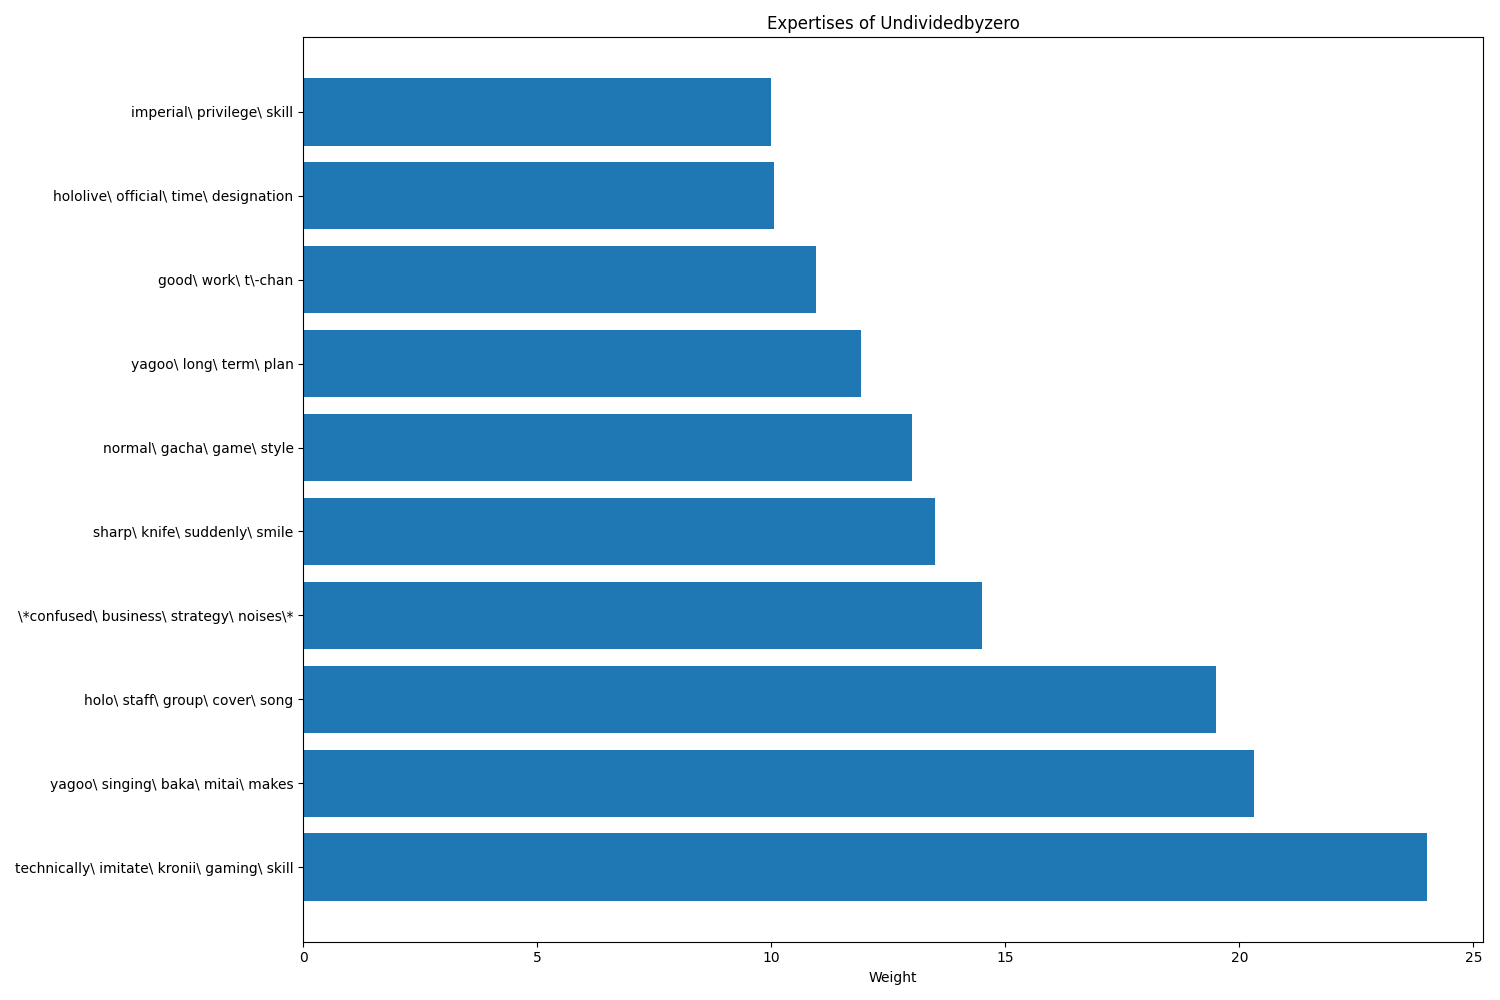 Expertises of Undividedbyzero
imperial\ privilege\ skill
hololive\ official\ time\ designation
good\ work\ t\-chan
yagoo\ long\ term\ plan
normal\ gacha\ game\ style
sharp\ knife\ suddenly\ smile
\*confused\ business\ strategy\ noises\*
holo\ staff\ group\ cover\ song
yagoo\ singing\ baka\ mitai\ makes
technically\ imitate\ kronii\ gaming\ skill
0 5 10 15 20 25
Weight